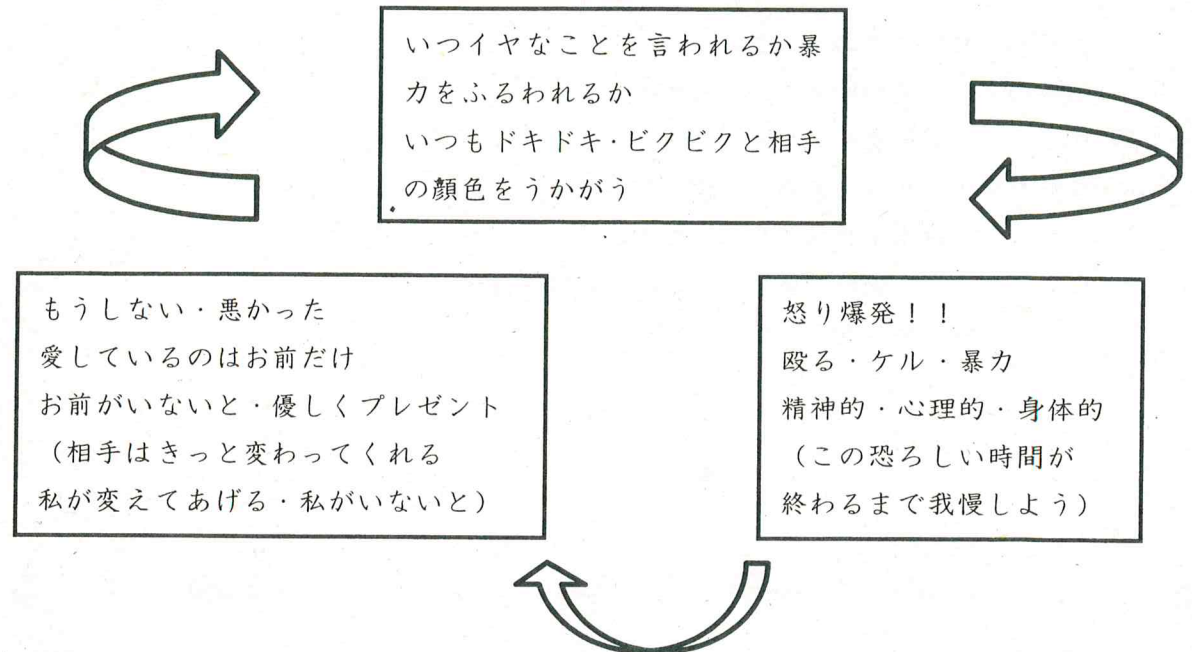 いつイヤなことを言われるか暴
力をふるわれるか
いつもドキドキ・ビクビクと相手
の顔色をうかがう
もうしない・悪かった
愛しているのはお前だけ
お前がいないと・優しくプレゼント
（相手はきっと変わってくれる
私が変えてあげる・私がいないと）
怒り爆発！！
殴る・ケル・暴力
精神的・心理的・身体的
（この恐ろしい時間が
終わるまで我慢しよう）